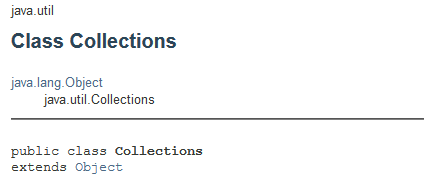 java.util
Class Collections
java.lang.Object
java.util.Collections
public class Collections
extends Object